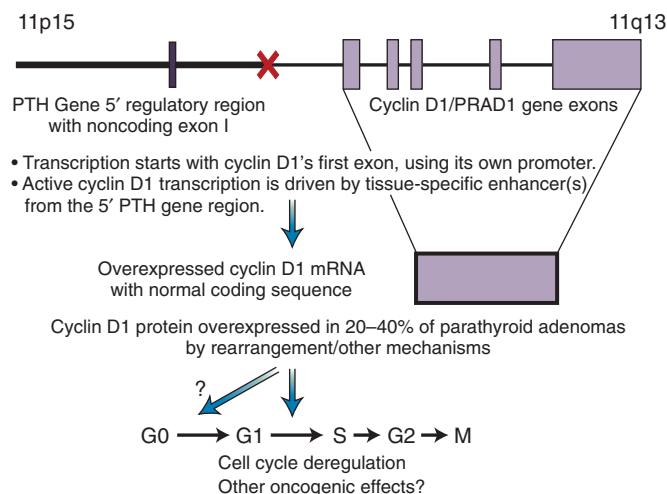 11p15
11q13
PTH Gene 5′ regulatory region
with noncoding exon I
Cyclin D1/PRAD1 gene exons
• Transcription starts with cyclin D1’s first exon, using its own promoter.
• Active cyclin D1 transcription is driven by tissue-specific enhancer(s)
from the 5′ PTH gene region.
Overexpressed cyclin D1 mRNA
with normal coding sequence
Cyclin D1 protein overexpressed in 20–40% of parathyroid adenomas
by rearrangement/other mechanisms
?
G0 G1 S G2 M
Cell cycle deregulation
Other oncogenic effects?